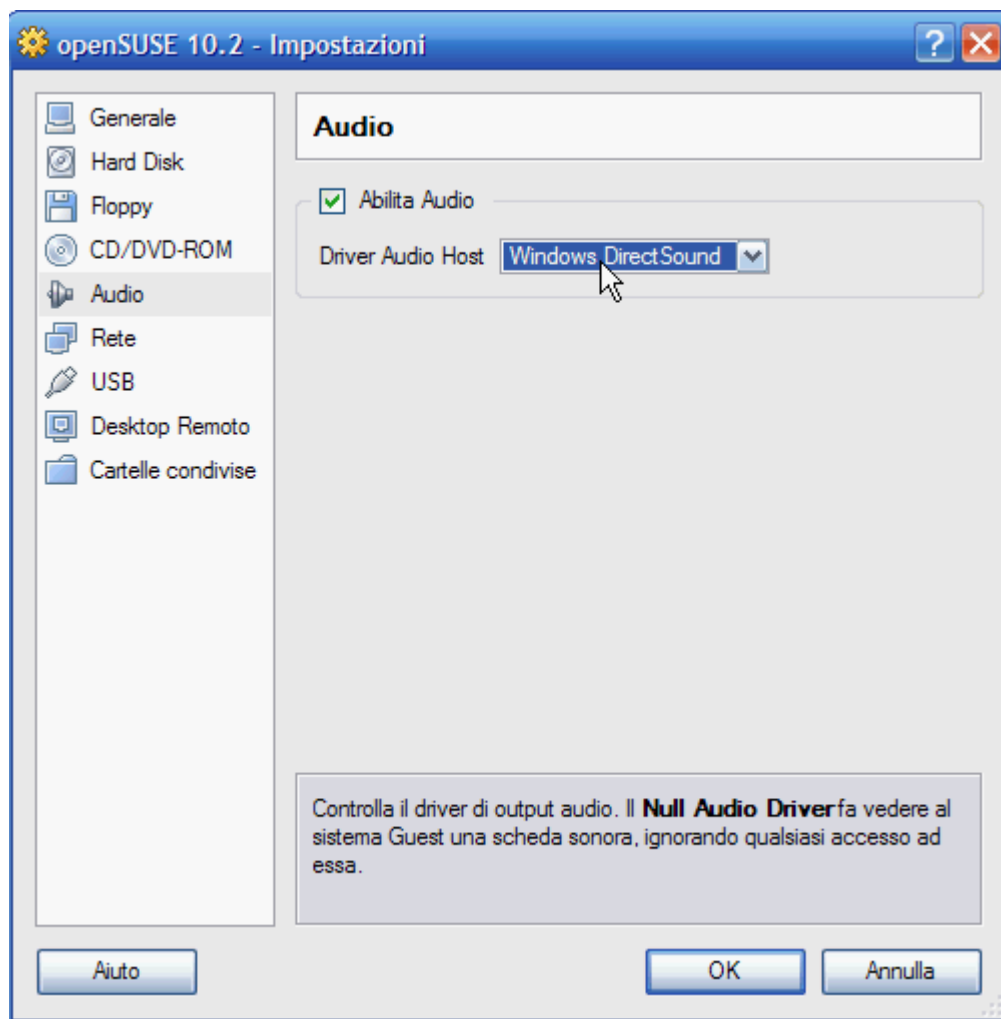 openSUSE 10.2 - Impostazioni
Generale
Hard Disk
Floppy
CD/DVD-ROM
Audio
Rete
USB
Desktop Remoto
Cartelle condivise
Audio
Abilita Audio
Driver Audio Host Windows DirectSound
Controlla il driver di output audio. Il Null Audio Driver fa vedere al
sistema Guest una scheda sonora, ignorando qualsiasi accesso ad
essa.
Aiuto OK Annulla